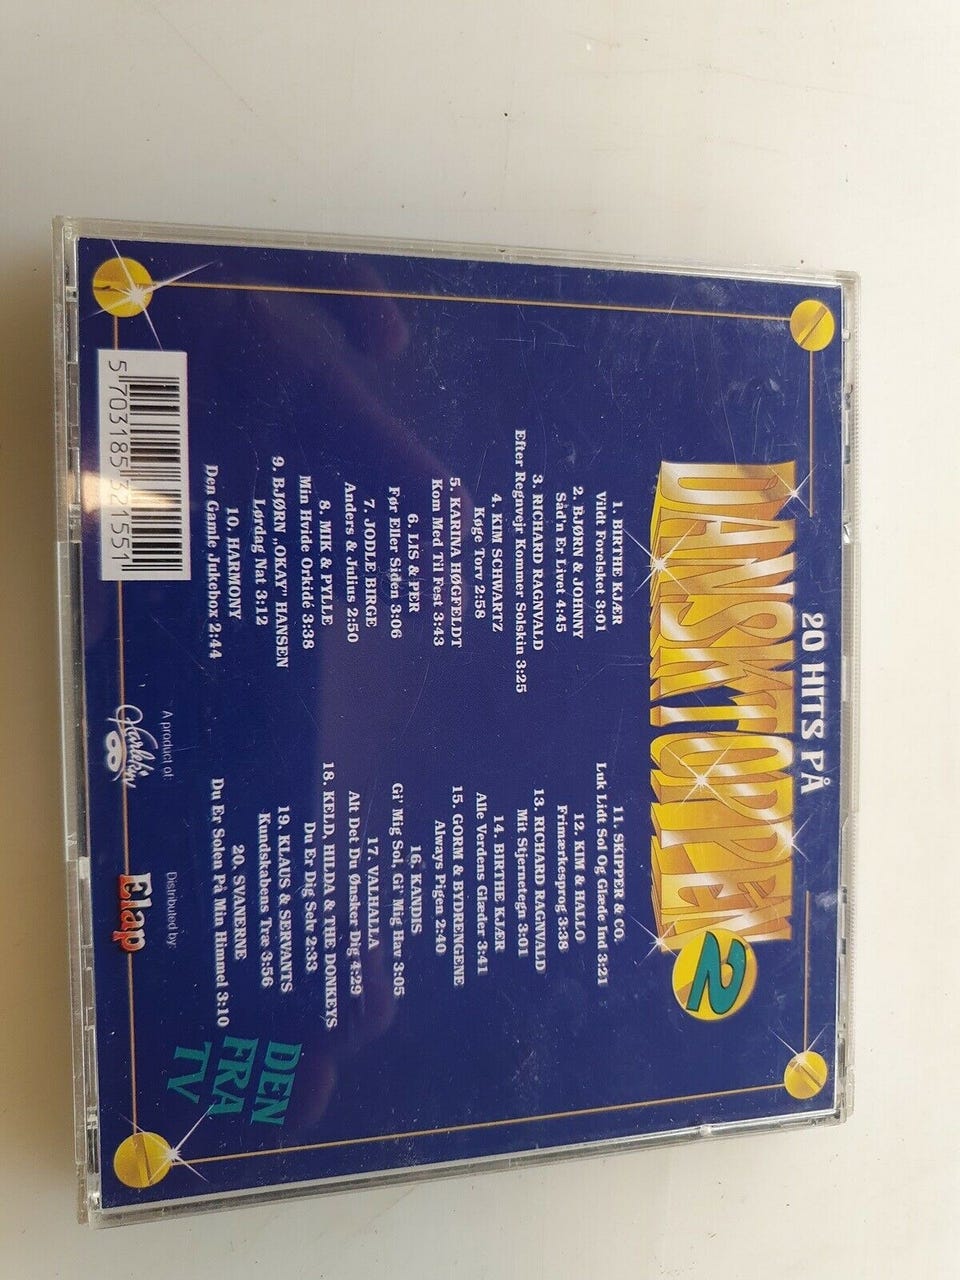 20 HITS PÅ
DANSKTOPPEN
2
1. BIRTHE KJÆR
Vildt Forelsket 3:01
2. BJØRN & JOHNNY
Såd'n Er Livet 4:45
3. RICHARD RAGNVALD
Efter Regnvejr Kommer Solskin 3:25
4. KIM SCHWARTZ
Køge Torv 2:58
5. KARINA HØGFELDT
Kom Med Til Fest 3:43
6. LIS & PER
Før Eller Siden 3:06
7. JODLE BIRGE
Anders & Julius 2:50
8. MIK & PYLLE
Min Hvide Orkidé 3:38
9. BJØRN „OKAY" HANSEN
Lørdag Nat 3:12
10. HARMONY
Den Gamle Jukebox 2:44
11. SKIPPER & CO.
Luk Lidt Sol Og Glæde Ind 3:21
12. KIM & HALLO
Frimærkesprog 3:38
13. RICHARD RAGNVALD
Mit Stjernetegn 3:01
14. BIRTHE KJÆR
Alle Verdens Glæder 3:41
15. GORM & BYDRENGENE
Always Pigen 2:40
16. KANDIS
Gi' Mig Sol, Gi' Mig Hav 3:05
17. VALHALA
Alt Det Du Ønsker Dig 4:29
18. KELD, HILDA & THE DONKEYS
Du Er Dig Selv 2:33
19. KLAUS & SERVANTS
Kundskabens Træ 3:56
20. SVANERNE
Du Er Solen På Min Himmel 3:10
DEN
FRA
TV
A product of:
Harlekin
Distributed by:
Elap
5 703185 321551